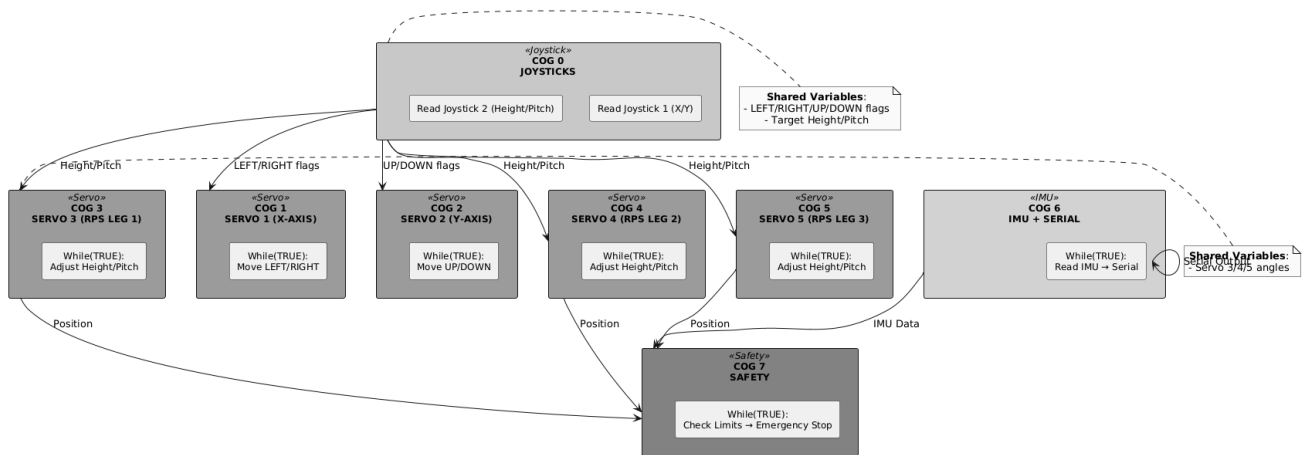 «Joystick»
COG 0
JOYSTICKS
Read Joystick 2 (Height/Pitch)
Read Joystick 1 (X/Y)
Shared Variables:
- LEFT/RIGHT/UP/DOWN flags
- Target Height/Pitch
Height/Pitch
LEFT/RIGHT flags
UP/DOWN flags
Height/Pitch
Height/Pitch
«Servo»
COG 3
SERVO 3 (RPS LEG 1)
While(TRUE):
Adjust Height/Pitch
«Servo»
COG 1
SERVO 1 (X-AXIS)
While(TRUE):
Move LEFT/RIGHT
«Servo»
COG 2
SERVO 2 (Y-AXIS)
While(TRUE):
Move UP/DOWN
«Servo»
COG 4
SERVO 4 (RPS LEG 2)
While(TRUE):
Adjust Height/Pitch
«Servo»
COG 5
SERVO 5 (RPS LEG 3)
While(TRUE):
Adjust Height/Pitch
«IMU»
COG 6
IMU + SERIAL
While(TRUE):
Read IMU → Serial
Serial Output
Shared Variables:
- Servo 3/4/5 angles
Position
Position
Position
IMU Data
«Safety»
COG 7
SAFETY
While(TRUE):
Check Limits → Emergency Stop